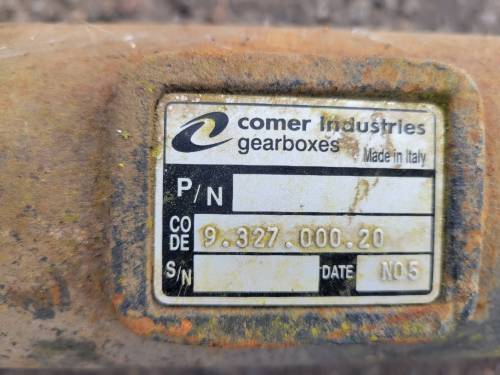 comer Industries
gearboxes
Made in Italy
P/N
CODE 9.327.000.20
S/N DATE N05